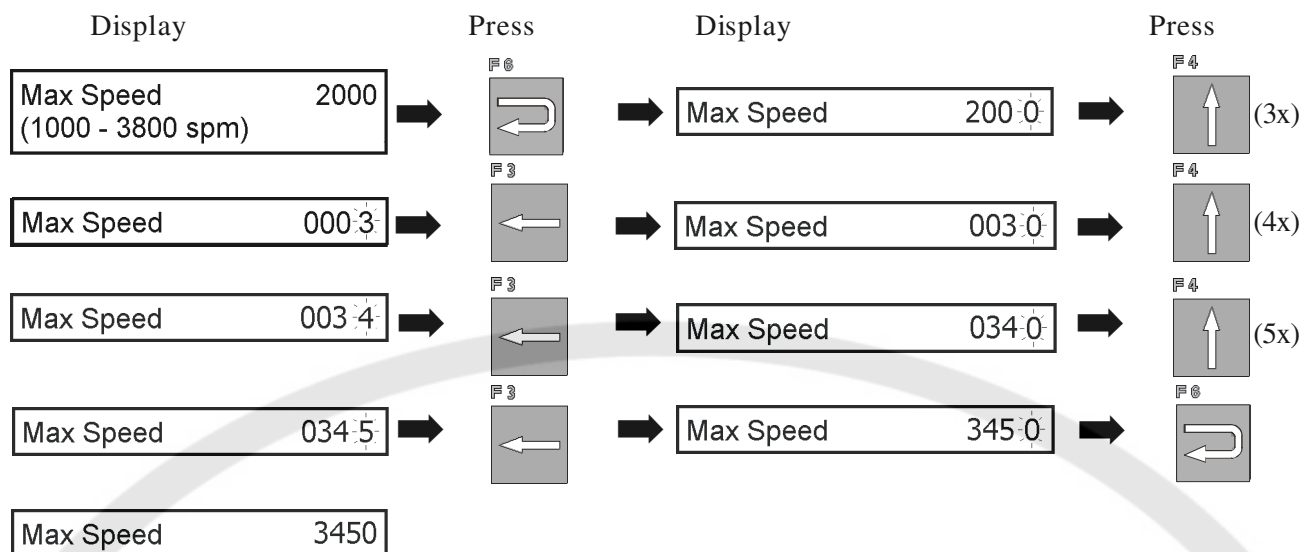 Display Press Display Press
F6 F4
Max Speed 2000
(1000 - 3800 spm)
Max Speed 2000 (3x)
F3 F4
Max Speed 0003
Max Speed 0030 (4x)
F3 F4
Max Speed 0034
Max Speed 0340 (5x)
F3 F6
Max Speed 0345
Max Speed 3450
Max Speed 3450